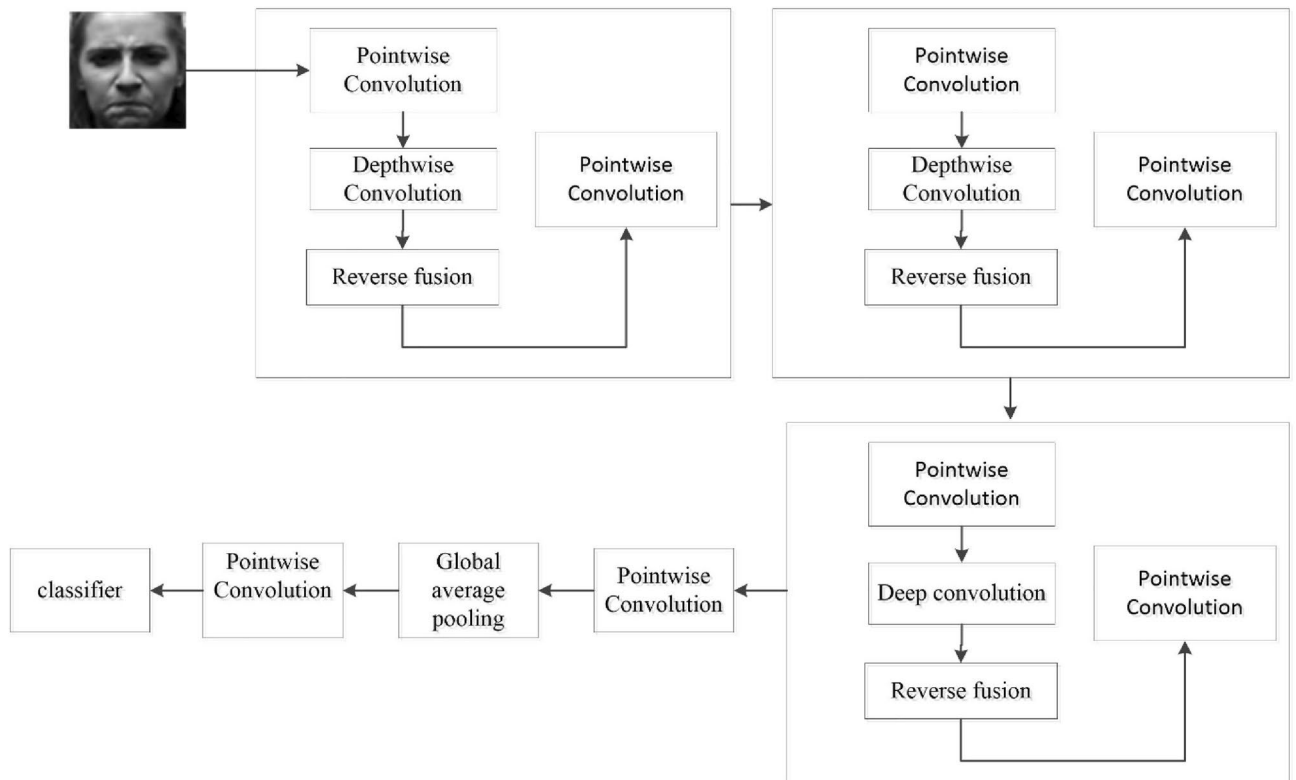 Pointwise
Convolution
Depthwise
Convolution
Reverse fusion
Pointwise
Convolution
Pointwise
Convolution
Depthwise
Convolution
Reverse fusion
Pointwise
Convolution
Pointwise
Convolution
Deep convolution
Reverse fusion
Pointwise
Convolution
Pointwise
Convolution
Global
average
pooling
Pointwise
Convolution
classifier